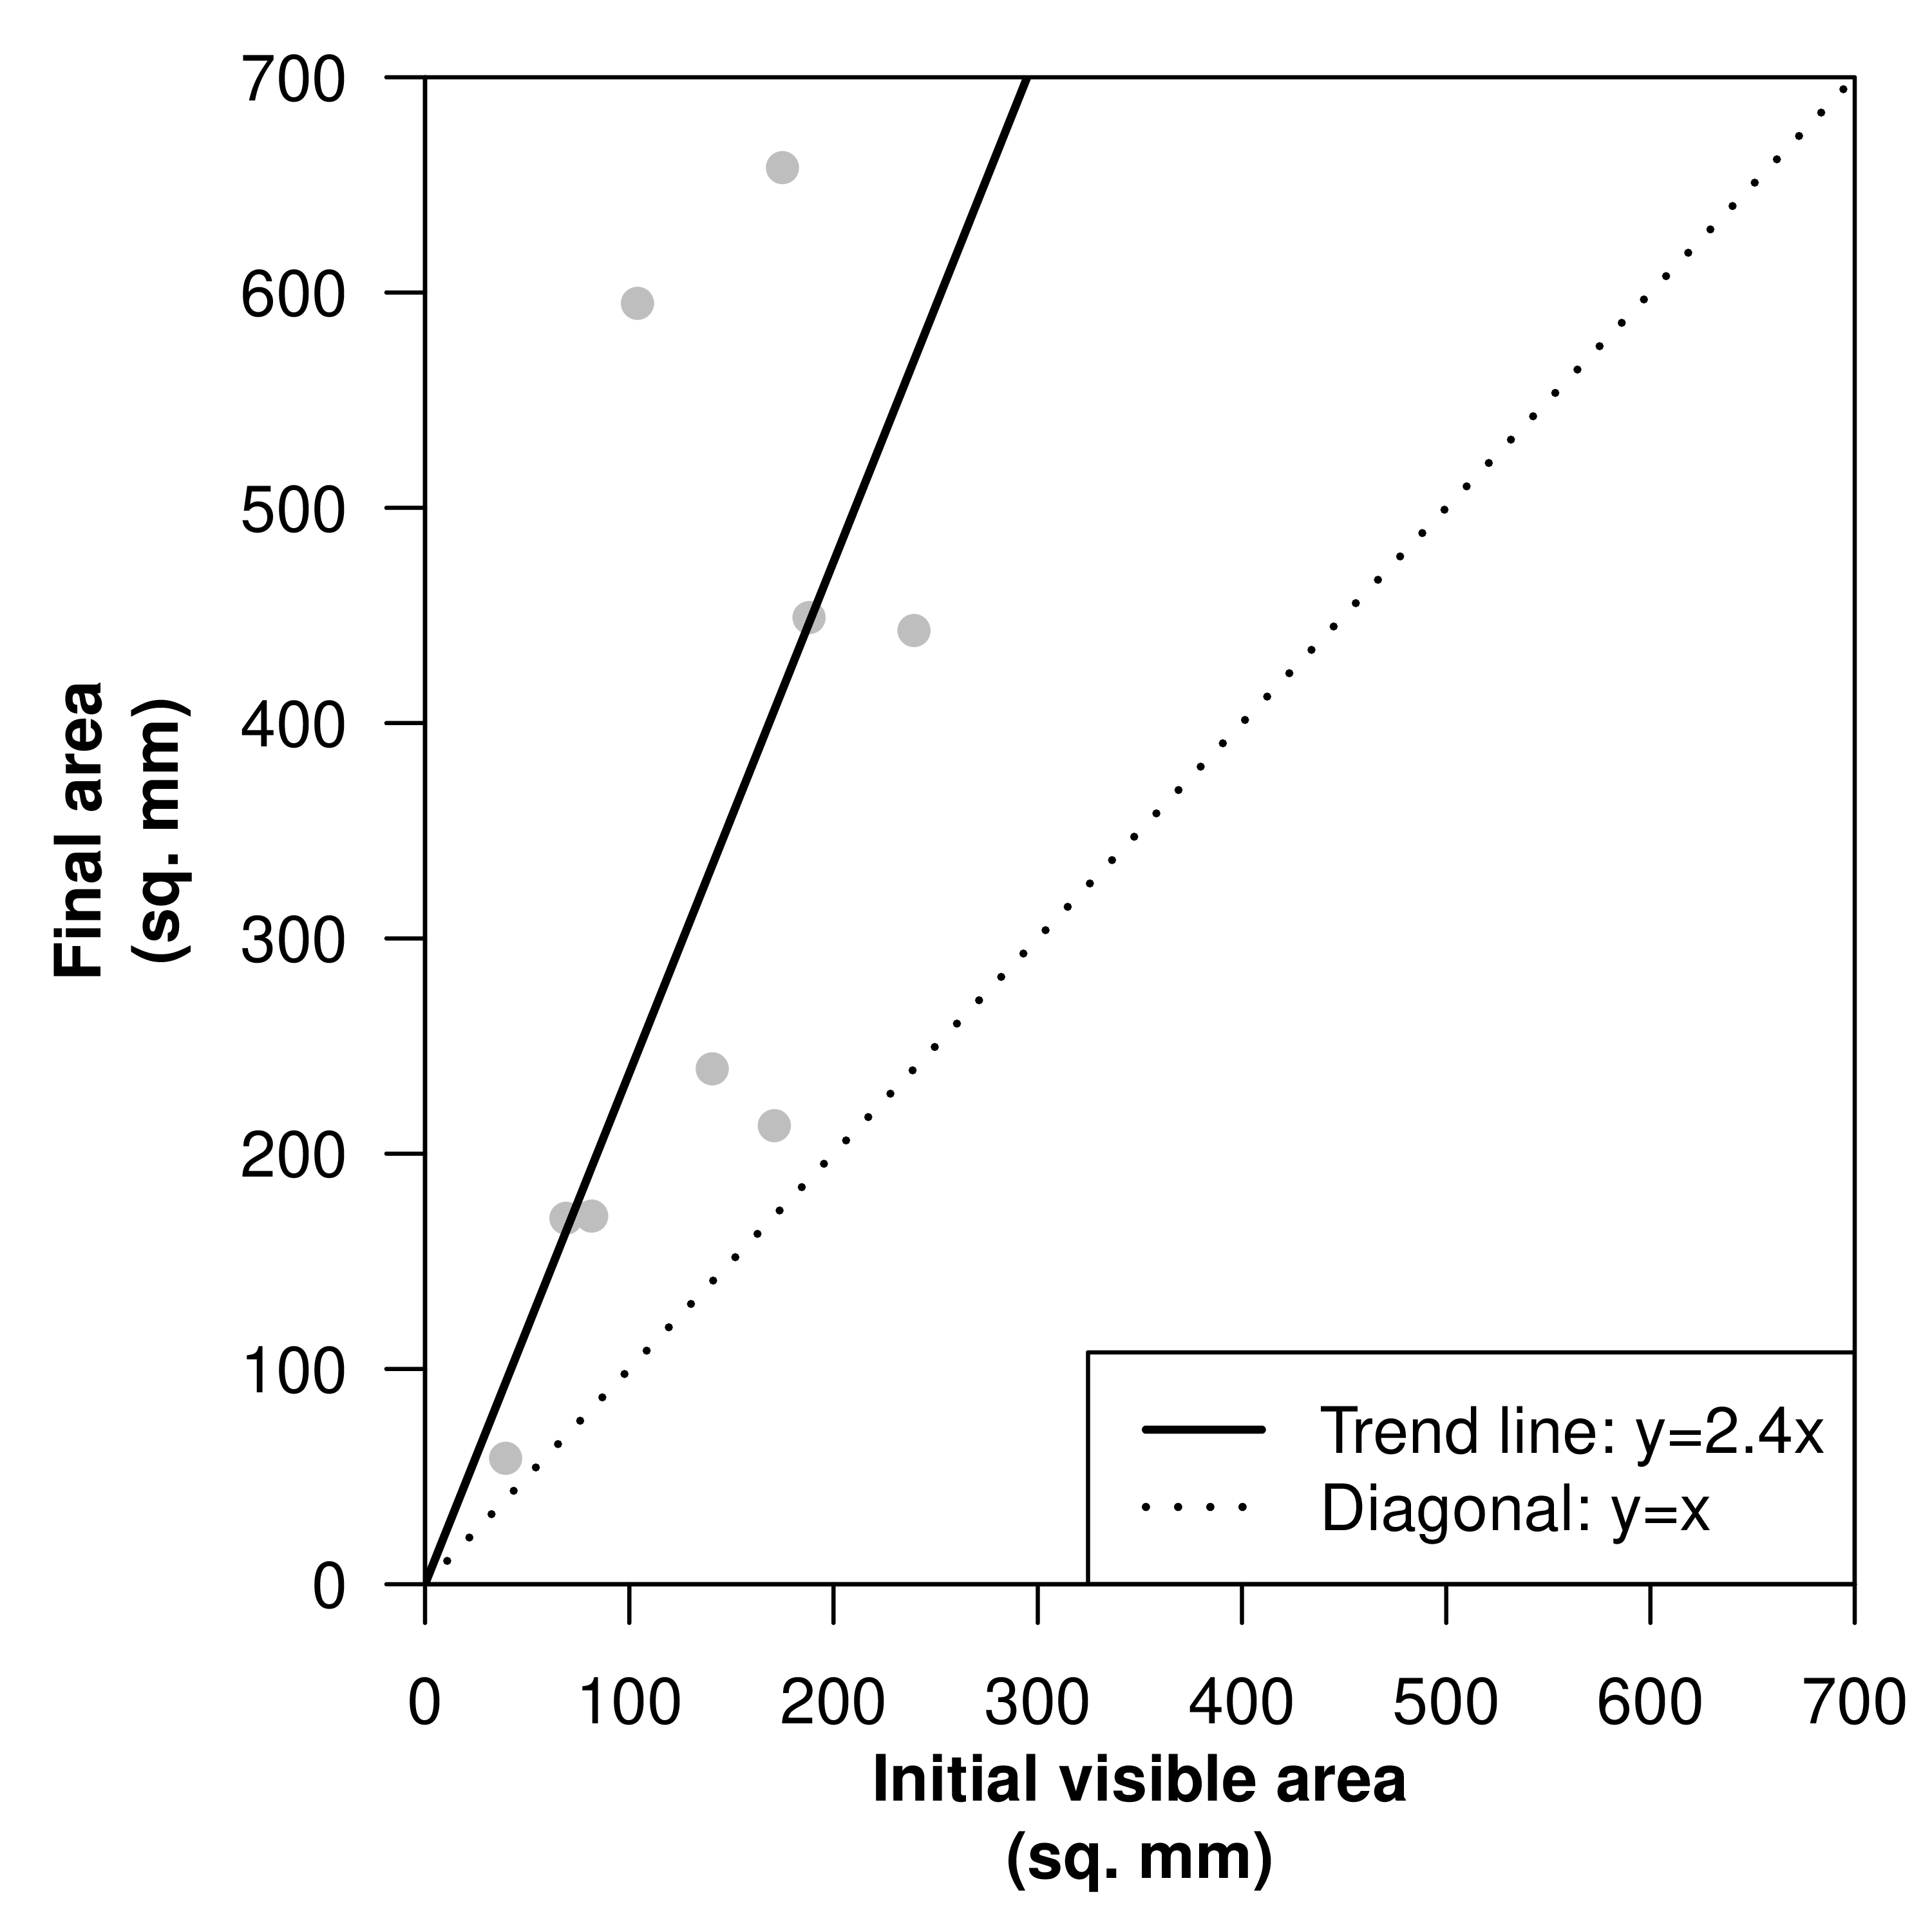 700
600
500
400
300
200
100
0
Final area
(sq. mm)
Trend line: y=2.4x
Diagonal: y=x
0 100 200 300 400 500 600 700
Initial visible area
(sq. mm)